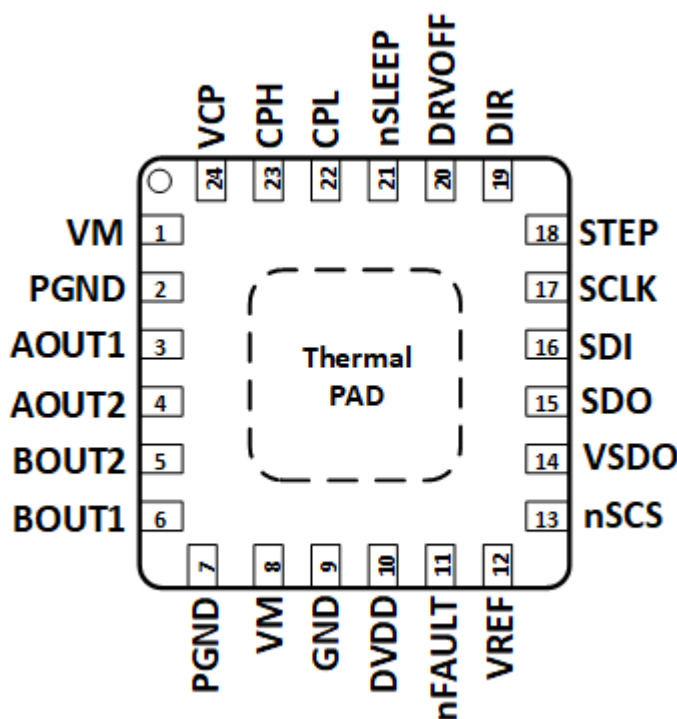 VCP CPH CPL nSLEEP DRVOFF DIR
24 23 22 21 20 19
VM 1 18 STEP
PGND 2 17 SCLK
AOUT1 3 16 SDI
Thermal
AOUT2 4 15 SDO
PAD
BOUT2 5 14 VSDO
BOUT1 6 13 nSCS
7 8 9 10 11 12
PGND VM GND DVDD nFAULT VREF